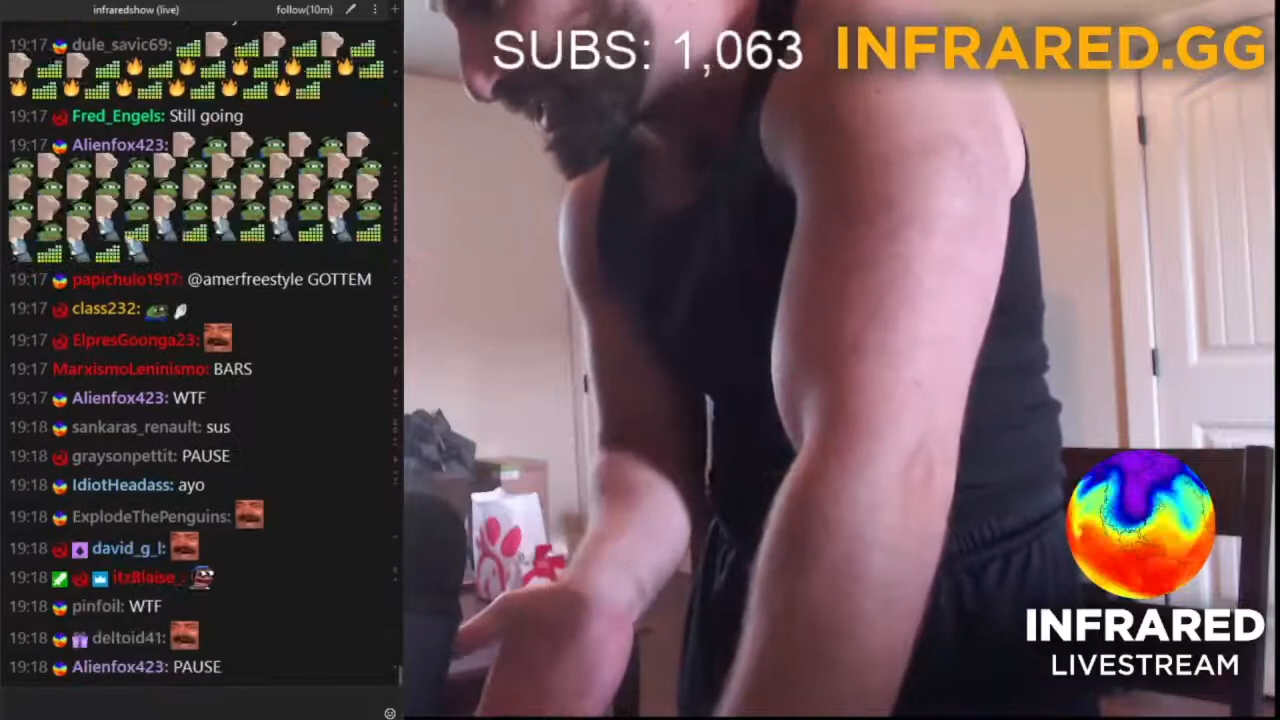 infraredshow (live) follow(10m)
19:17 dule_savic69:
19:17 Fred_Engels: Still going
19:17 Alienfox423:
19:17 papichulo1917: @amerfreestyle GOTTEM
19:17 class232:
19:17 ElpresGoonga23:
19:17 MarxismoLeninismo: BARS
19:17 Alienfox423: WTF
19:18 sankaras_renault: sus
19:18 graysonpettit: PAUSE
19:18 IdiotHeadass: ayo
19:18 ExplodeThePenguins:
19:18 david_g_l:
19:18 itzBlaise_:
19:18 pinfoil: WTF
19:18 deltoid41:
19:18 Alienfox423: PAUSE
SUBS: 1,063
INFRARED.GG
INFRARED
LIVESTREAM